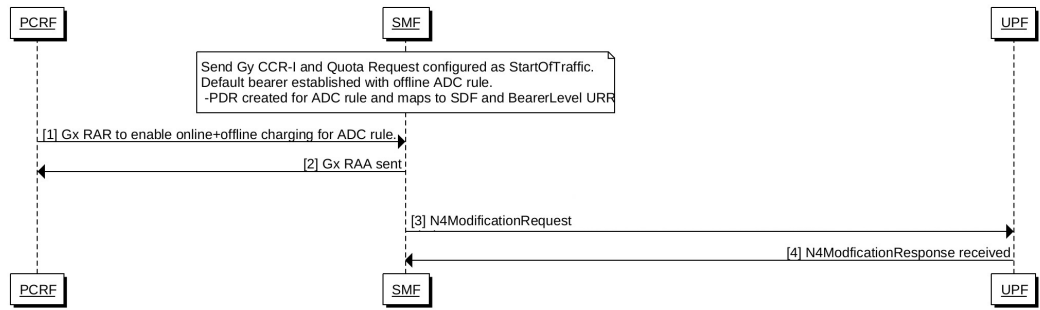 PCRF SMF UPF
Send Gy CCR-I and Quota Request configured as StartOfTraffic.
Default bearer established with offline ADC rule.
-PDR created for ADC rule and maps to SDF and BearerLevel URR
[1] Gx RAR to enable online+offline charging for ADC rule.
[2] Gx RAA sent
[3] N4ModificationRequest
[4] N4ModficationResponse received
PCRF SMF UPF